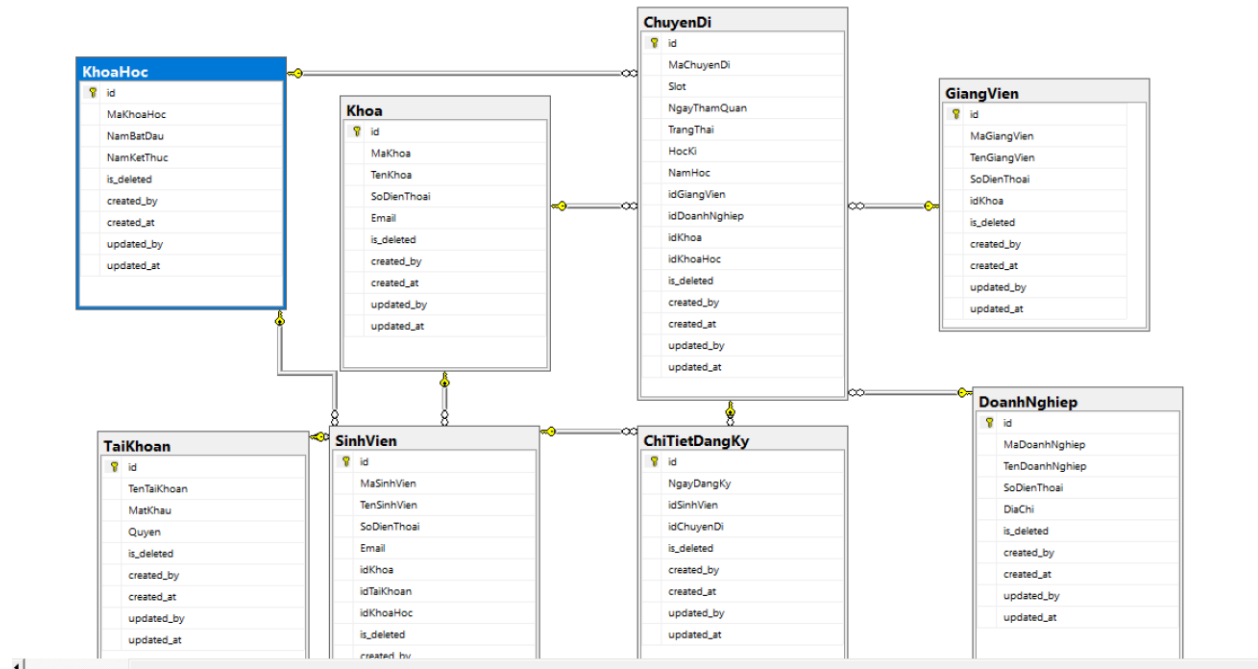 KhoaHoc
id
MaKhoaHoc
NamBatDau
NamKetThuc
is_deleted
created_by
created_at
updated_by
updated_at
Khoa
id
MaKhoa
TenKhoa
SoDienThoai
Email
is_deleted
created_by
created_at
updated_by
updated_at
ChuyenDi
id
MaChuyenDi
Slot
NgayThamQuan
TrangThai
HocKi
NamHoc
idGiangVien
idDoanhNghiep
idKhoa
idKhoaHoc
is_deleted
created_by
created_at
updated_by
updated_at
GiangVien
id
MaGiangVien
TenGiangVien
SoDienThoai
idKhoa
is_deleted
created_by
created_at
updated_by
updated_at
TaiKhoan
id
TenTaiKhoan
MatKhau
Quyen
is_deleted
created_by
created_at
updated_by
updated_at
SinhVien
id
MaSinhVien
TenSinhVien
SoDienThoai
Email
idKhoa
idTaiKhoan
idKhoaHoc
is_deleted
created_by
ChiTietDangKy
id
NgayDangKy
idSinhVien
idChuyenDi
is_deleted
created_by
created_at
updated_by
updated_at
DoanhNghiep
id
MaDoanhNghiep
TenDoanhNghiep
SoDienThoai
DiaChi
is_deleted
created_by
created_at
updated_by
updated_at